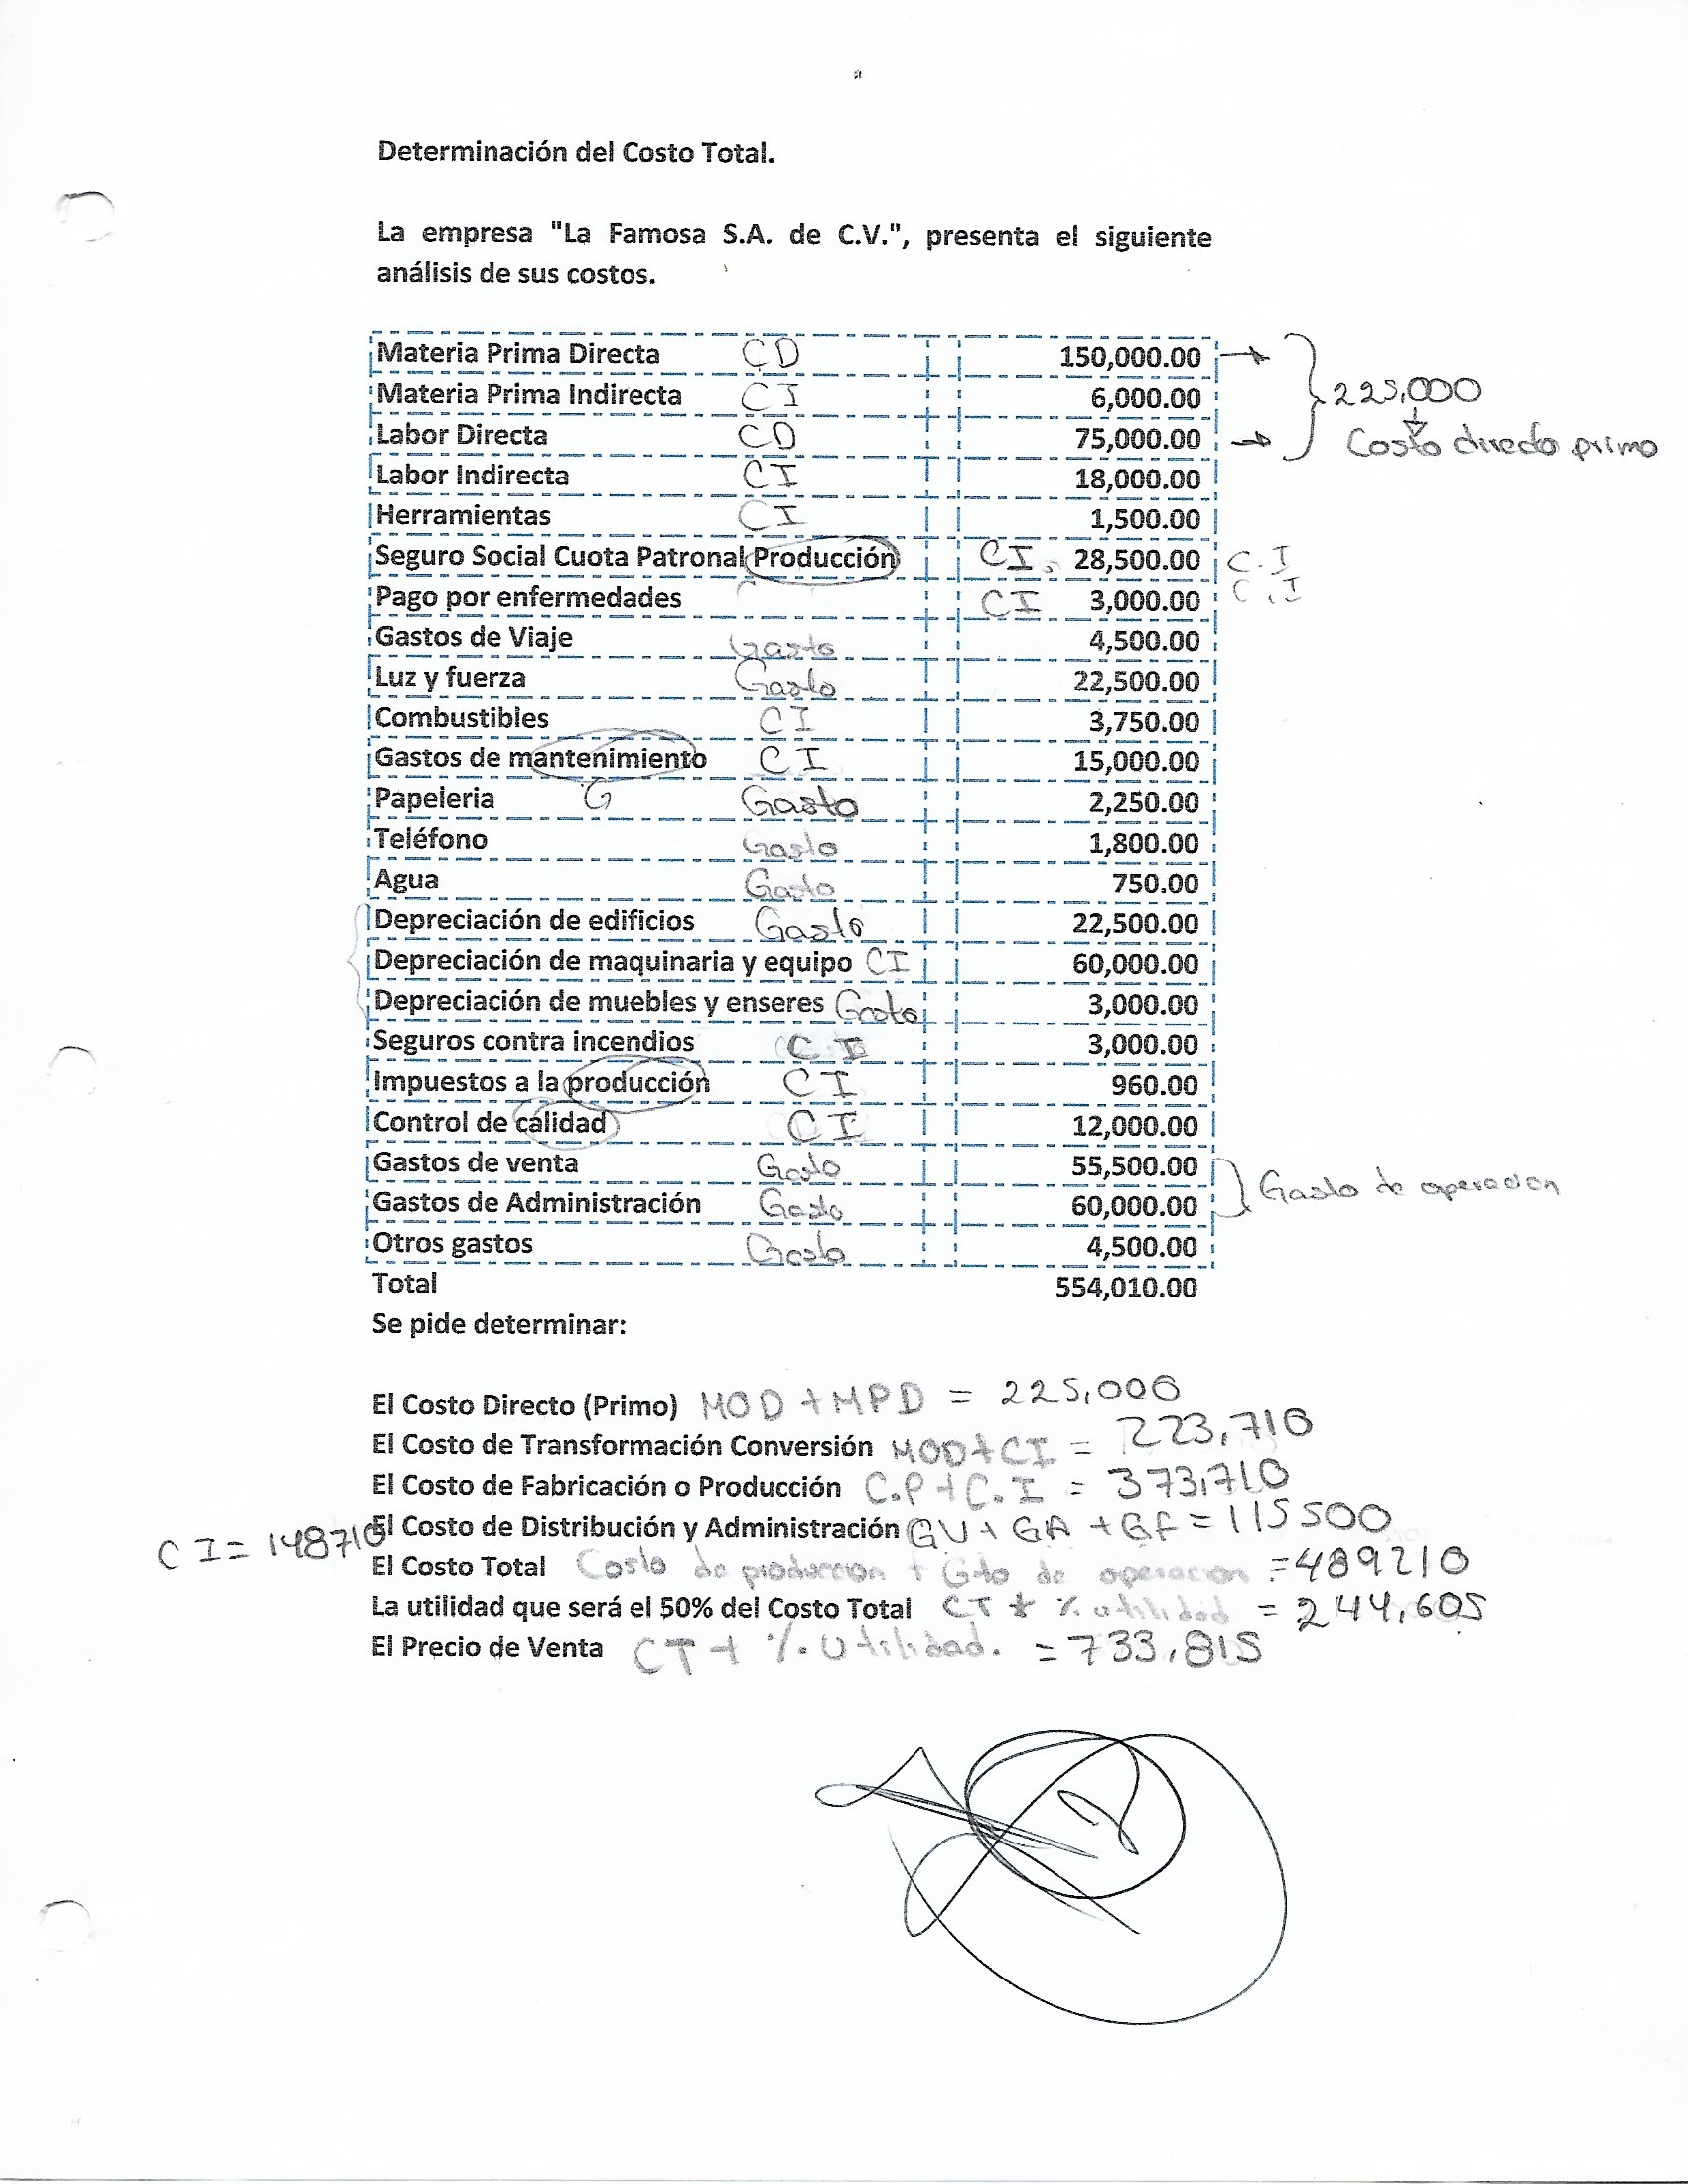 Determinación del Costo Total.
La empresa "La Famosa S.A. de C.V.", presenta el siguiente
análisis de sus costos.
Materia Prima Directa CD 150,000.00
Materia Prima Indirecta CI 6,000.00
225,000
Labor Directa CD 75,000.00
Costo directo primo
Labor Indirecta CI 18,000.00
Herramientas CI 1,500.00
Seguro Social Cuota Patronal Producción CI. 28,500.00 C.I
Pago por enfermedades CI 3,000.00 C.I
Gastos de Viaje Gasto 4,500.00
Luz y fuerza Gasto 22,500.00
Combustibles CI 3,750.00
Gastos de mantenimiento CI 15,000.00
Papeleria G Gasto 2,250.00
Teléfono Gasto 1,800.00
Agua Gasto 750.00
Depreciación de edificios Gasto 22,500.00
Depreciación de maquinaria y equipo CI 60,000.00
Depreciación de muebles y enseres Gasto 3,000.00
Seguros contra incendios CI 3,000.00
Impuestos a la producción CI 960.00
Control de calidad CI 12,000.00
Gastos de venta Gasto 55,500.00
Gasto de operacion
Gastos de Administración Gasto 60,000.00
Otros gastos Gasto 4,500.00
Total 554,010.00
Se pide determinar:
El Costo Directo (Primo) MOD + MPD = 225,000
El Costo de Transformación Conversión MOD+CI = 223,710
El Costo de Fabricación o Producción C.P + C.I = 373,710
El Costo de Distribución y Administración GV + GA + GF = 115500
CI = 148710
El Costo Total Costo de produccion + Gto de operacion = 489210
La utilidad que será el 50% del Costo Total CT * % utilidad = 244,605
El Precio de Venta CT + % Utilidad. = 733,815